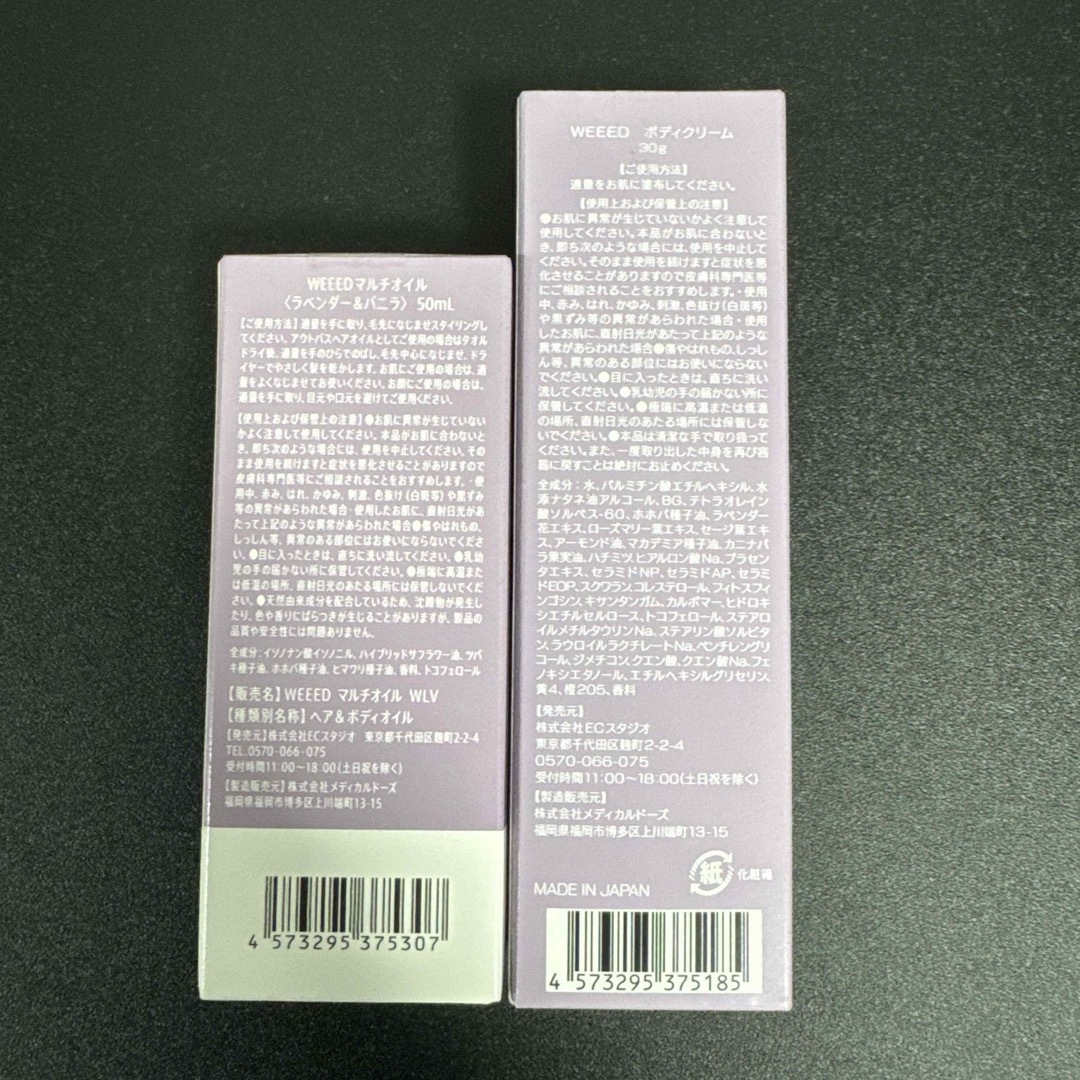 WEEEDマルチオイル
〈ラベンダー&バニラ〉 50mL
【ご使用方法】適量を手に取り、毛先になじませスタイリングし
てください。アウトバスヘアオイルとしてご使用の場合はタオル
ドライ後、適量を手のひらでのばし、毛先中心になじませ、ドラ
イヤーでやさしく髪を乾かします。お肌にご使用の場合は、適
量をよくなじませてお使いください。お顔にご使用の場合は、
適量を手に取り、目元や口元を避けてご使用ください。
【使用上および保管上の注意】●お肌に異常が生じていない
かよく注意して使用してください。本品がお肌に合わないと
き、即ち次のような場合には、使用を中止してください。その
まま使用を続けますと症状を悪化させることがありますので
皮膚科専門医等にご相談されることをおすすめします。・使
用中、赤み、はれ、かゆみ、刺激、色抜け(白斑等)や黒ずみ
等の異常があらわれた場合・使用したお肌に、直射日光があ
たって上記のような異常があらわれた場合●傷やはれもの、
しっしん等、異常のある部位にはお使いにならないでくださ
い。●目に入ったときは、直ちに洗い流してください。●乳幼
児の手の届かない所に保管してください。●極端に高温また
は低温の場所、直射日光のあたる場所には保管しないでくだ
さい。●天然由来成分を配合しているため、沈殿物が発生し
たり、色や香りにばらつきが生じることがありますが、製品の
品質や安全性には問題ありません。
全成分：イソノナン酸イソノニル、ハイブリッドサフラワー油、ツバ
キ種子油、ホホバ種子油、ヒマワリ種子油、香料、トコフェロール
【販売名】WEEED マルチオイル WLV
【種類別名称】ヘア&ボディオイル
【発売元】株式会社ECスタジオ 東京都千代田区麹町2-2-4
TEL.0570-066-075
受付時間11:00〜18:00(土日祝を除く)
【製造販売元】株式会社メディカルドーズ
福岡県福岡市博多区上川端町13-15
4 573295 375307
WEEED ボディクリーム
30g
【ご使用方法】
適量をお肌に塗布してください。
【使用上および保管上の注意】
●お肌に異常が生じていないかよく注意して
使用してください。本品がお肌に合わないと
き、即ち次のような場合には、使用を中止して
ください。そのまま使用を続けますと症状を悪
化させることがありますので皮膚科専門医等
にご相談されることをおすすめします。・使用
中、赤み、はれ、かゆみ、刺激、色抜け(白斑等)
や黒ずみ等の異常があらわれた場合・使用
したお肌に、直射日光があたって上記のような
異常があらわれた場合●傷やはれもの、しっし
ん等、異常のある部位にはお使いにならない
でください。●目に入ったときは、直ちに洗い
流してください。●乳幼児の手の届かない所に
保管してください。●極端に高温または低温
の場所、直射日光のあたる場所には保管しな
いでください。●本品は清潔な手で取り扱って
ください。また、一度取り出した中身を再び容
器に戻すことは絶対にお止めください。
全成分：水、パルミチン酸エチルヘキシル、水
添ナタネ油アルコール、BG、テトラオレイン
酸ソルベス-60、ホホバ種子油、ラベンダー
花エキス、ローズマリー葉エキス、セージ葉エキ
ス、アーモンド油、マカデミア種子油、カニナバ
ラ果実油、ハチミツ、ヒアルロン酸Na、プラセン
タエキス、セラミドNP、セラミドAP、セラミ
ドEOP、スクワラン、コレステロール、フィトスフィ
ンゴシン、キサンタンガム、カルボマー、ヒドロキ
シエチルセルロース、トコフェロール、ステアロ
イルメチルタウリンNa、ステアリン酸ソルビタ
ン、ラウロイルラクチレートNa、ペンチレングリ
コール、ジメチコン、クエン酸、クエン酸Na、フェ
ノキシエタノール、エチルヘキシルグリセリン、
黄4、橙205、香料
【発売元】
株式会社ECスタジオ
東京都千代田区麹町2-2-4
0570-066-075
受付時間11:00〜18:00(土日祝を除く)
【製造販売元】
株式会社メディカルドーズ
福岡県福岡市博多区上川端町13-15
紙 化粧箱
MADE IN JAPAN
4 573295 375185